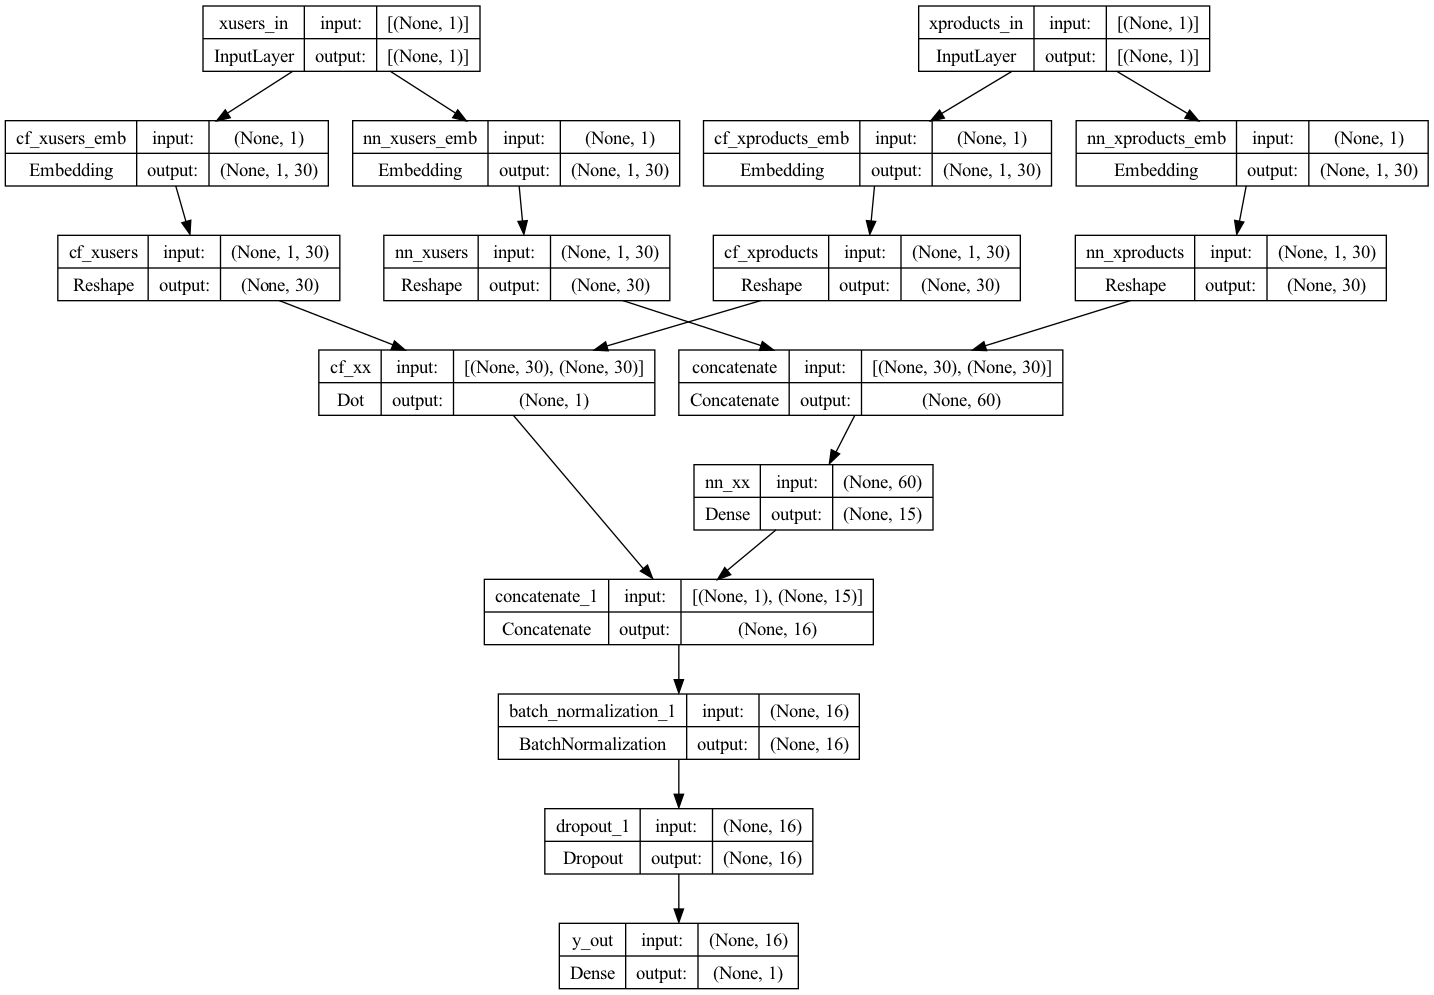 xusers_in input: [(None, 1)]
InputLayer output: [(None, 1)]
xproducts_in input: [(None, 1)]
InputLayer output: [(None, 1)]
cf_xusers_emb input: (None, 1)
Embedding output: (None, 1, 30)
nn_xusers_emb input: (None, 1)
Embedding output: (None, 1, 30)
cf_xproducts_emb input: (None, 1)
Embedding output: (None, 1, 30)
nn_xproducts_emb input: (None, 1)
Embedding output: (None, 1, 30)
cf_xusers input: (None, 1, 30)
Reshape output: (None, 30)
nn_xusers input: (None, 1, 30)
Reshape output: (None, 30)
cf_xproducts input: (None, 1, 30)
Reshape output: (None, 30)
nn_xproducts input: (None, 1, 30)
Reshape output: (None, 30)
cf_xx input: [(None, 30), (None, 30)]
Dot output: (None, 1)
concatenate input: [(None, 30), (None, 30)]
Concatenate output: (None, 60)
nn_xx input: (None, 60)
Dense output: (None, 15)
concatenate_1 input: [(None, 1), (None, 15)]
Concatenate output: (None, 16)
batch_normalization_1 input: (None, 16)
BatchNormalization output: (None, 16)
dropout_1 input: (None, 16)
Dropout output: (None, 16)
y_out input: (None, 16)
Dense output: (None, 1)